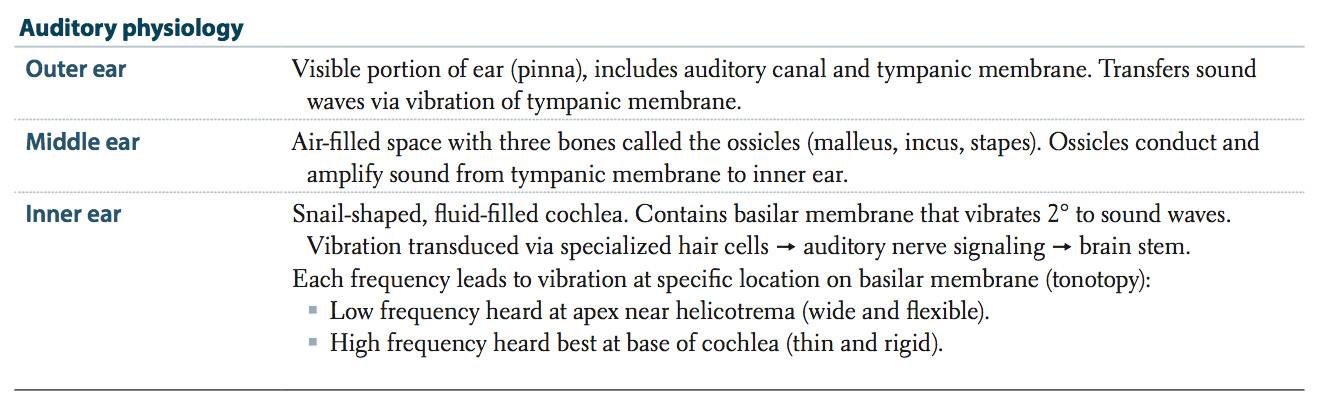 Auditory physiology
Outer ear Visible portion of ear (pinna), includes auditory canal and tympanic membrane. Transfers sound
waves via vibration of tympanic membrane.
Middle ear Air-filled space with three bones called the ossicles (malleus, incus, stapes). Ossicles conduct and
amplify sound from tympanic membrane to inner ear.
Inner ear Snail-shaped, fluid-filled cochlea. Contains basilar membrane that vibrates 2° to sound waves.
Vibration transduced via specialized hair cells → auditory nerve signaling → brain stem.
Each frequency leads to vibration at specific location on basilar membrane (tonotopy):
▪ Low frequency heard at apex near helicotrema (wide and flexible).
▪ High frequency heard best at base of cochlea (thin and rigid).